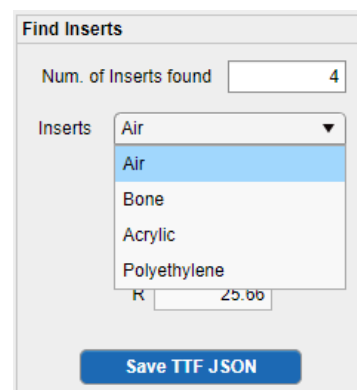 Find Inserts
Num. of Inserts found 4
Inserts Air
Air
Bone
Acrylic
Polyethylene
R 25.66
Save TTF JSON